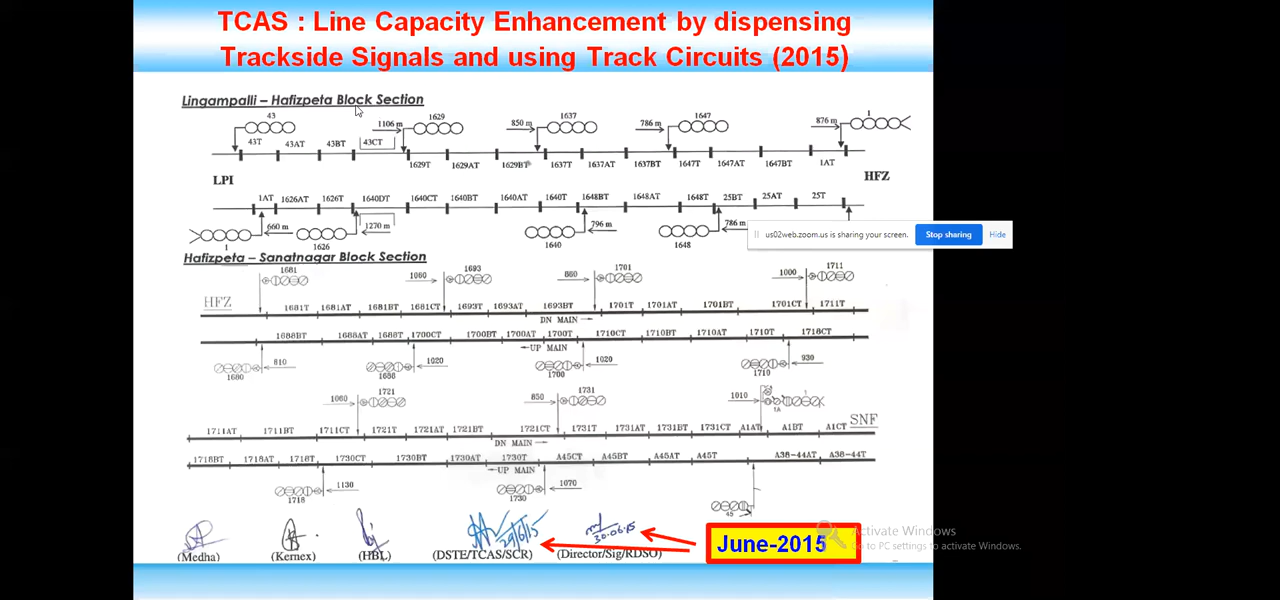 TCAS : Line Capacity Enhancement by dispensing
Trackside Signals and using Track Circuits (2015)
Lingampalli – Hafizpeta Block Section
43 1629 1637 1647 1
1106 m 850 m 786 m 876 m
43T 43AT 43BT 43CT
1629T 1629AT 1629BT 1637T 1637AT 1637BT 1647T 1647AT 1647BT 1AT
LPI HFZ
1AT 1626AT 1626T 1640DT 1640CT 1640BT 1640AT 1640T 1648BT 1648AT 1648T 25BT 25AT 25T
660 m 1270 m 796 m 786 m
1 1626 1640 1648
us02web.zoom.us is sharing your screen. Stop sharing Hide
Hafizpeta – Sanatnagar Block Section
1681 1693 1701 1711
1060 860 1000
HFZ
1681T 1681AT 1681BT 1681CT 1693T 1693AT 1693BT 1701T 1701AT 1701BT 1701CT 1711T
DN MAIN
1688BT 1688AT 1688T 1700CT 1700BT 1700AT 1700T 1710CT 1710BT 1710AT 1710T 1718CT
UP MAIN
810 1020 1020 930
1680 1688 1700 1710
1721 1731 1
1060 850 1010
1A
SNF
1711AT 1711BT 1711CT 1721T 1721AT 1721BT 1721CT 1731T 1731AT 1731BT 1731CT A1AT A1BT A1CT
DN MAIN
1718BT 1718AT 1718T 1730CT 1730BT 1730AT 1730T A45CT A45BT A45AT A45T A38-44AT A38-44T
UP MAIN
1130 1070
1718 1730 45
29/6/15 30.06.15
(Medha) (Kernex) (HBL) (DSTE/TCAS/SCR) (Director/Sig/RDSO)
June-2015
Activate Windows
Go to PC settings to activate Windows.